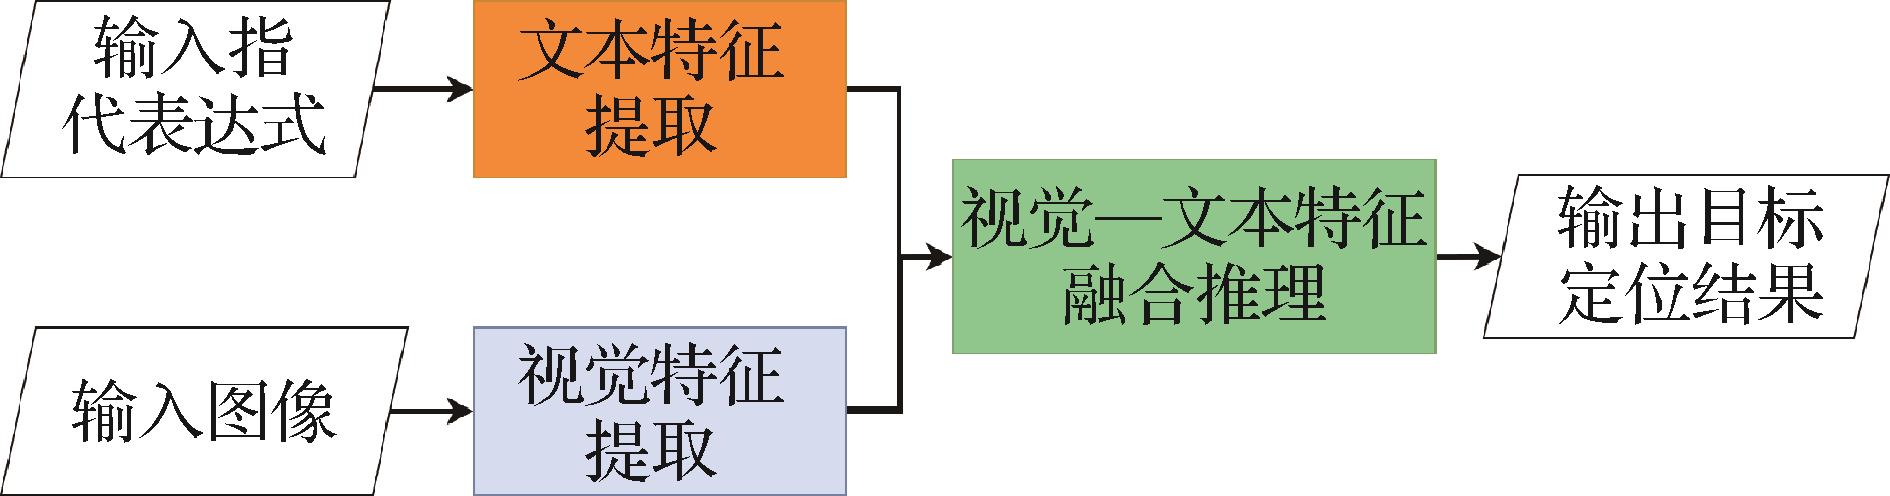 输入指
代表达式
文本特征
提取
输入图像
视觉特征
提取
视觉—文本特征
融合推理
输出目标
定位结果